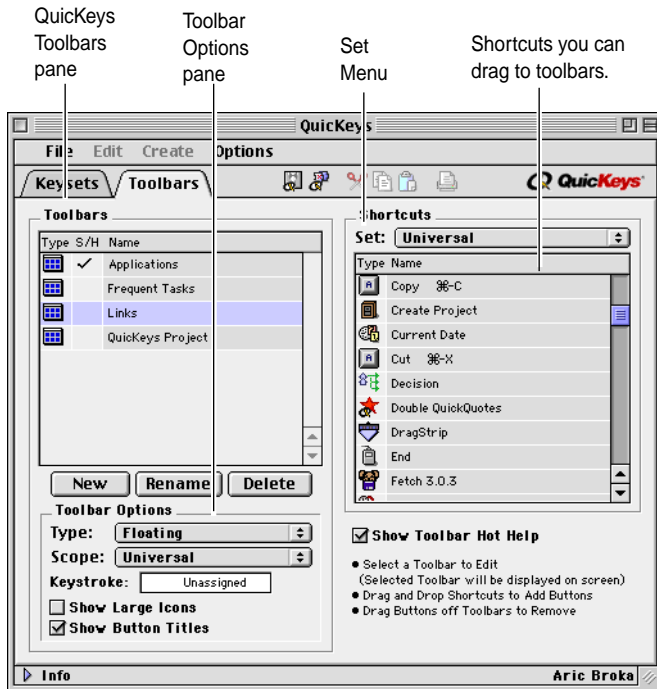 QuicKeys
Toolbars
pane
Toolbar
Options
pane
Set
Menu
Shortcuts you can
drag to toolbars.
QuicKeys
File Edit Create Options
Keysets Toolbars
QuicKeys
Toolbars
Type S/H Name
Applications
Frequent Tasks
Links
QuicKeys Project
New Rename Delete
Toolbar Options
Type: Floating
Scope: Universal
Keystroke: Unassigned
Show Large Icons
Show Button Titles
Shortcuts
Set: Universal
Type Name
Copy ⌘-C
Create Project
Current Date
Cut ⌘-X
Decision
Double QuickQuotes
DragStrip
End
Fetch 3.0.3
Show Toolbar Hot Help
• Select a Toolbar to Edit
(Selected Toolbar will be displayed on screen)
• Drag and Drop Shortcuts to Add Buttons
• Drag Buttons off Toolbars to Remove
Info
Aric Broka